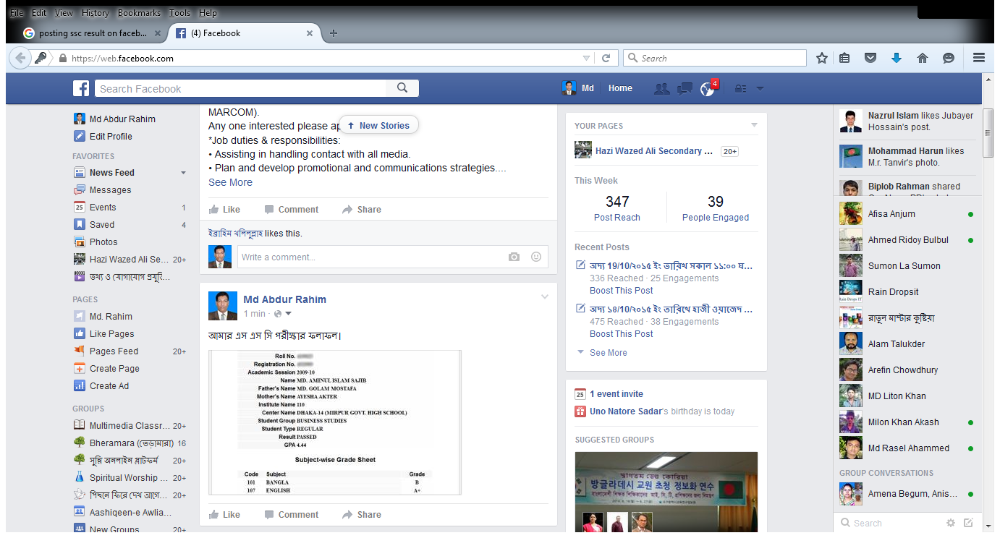 File Edit View History Bookmarks Tools Help
posting ssc result on faceb... × (4) Facebook × +
https://web.facebook.com Search
Search Facebook Md Home 4
Md Abdur Rahim
Edit Profile
FAVORITES
News Feed
Messages
25 Events 1
Saved 4
Photos
Hazi Wazed Ali Se... 20+
তথ্য ও যোগাযোগ প্রযুক্তি...
PAGES
Md. Rahim
Like Pages
Pages Feed 20+
Create Page
Create Ad
GROUPS
Multimedia Classr... 20+
Bheramara (ভেড়ামারা) 16
সুন্নি অনলাইন প্লাটফর্ম 20+
Spiritual Worship ... 20+
পিছনে ফিরে দেখ আগে... 20+
Aashiqeen-e Awlia...
New Groups 20+
MARCOM).
Any one interested please ap
New Stories
*Job duties & responsibilities:
• Assisting in handling contact with all media.
• Plan and develop promotional and communications strategies....
See More
Like Comment Share
ইব্রাহিম খলিলুল্লাহ likes this.
Write a comment...
Md Abdur Rahim
1 min ·
আমার এস এস সি পরীক্ষার ফলাফল।
Roll No.
Registration No.
Academic Session 2009-10
Name MD. AMINUL ISLAM SAJIB
Father's Name MD. GOLAM MOSTAFA
Mother's Name AYESHA AKTER
Institute Name 110
Center Name DHAKA-14 (MIRPUR GOVT. HIGH SCHOOL)
Student Group BUSINESS STUDIES
Student Type REGULAR
Result PASSED
GPA 4.44
Subject-wise Grade Sheet
Code Subject Grade
101 BANGLA B
107 ENGLISH A+
Like Comment Share
YOUR PAGES
Hazi Wazed Ali Secondary ... 20+
This Week
347 39
Post Reach People Engaged
Recent Posts
অদ্য 19/10/২০১৫ ইং তারিখ সকাল ১১:০০ ঘ...
336 Reached · 25 Engagements
Boost This Post
অদ্য ১৪/10/২০১৫ ইং তারিখে হাজী ওয়াজেদ ...
475 Reached · 38 Engagements
Boost This Post
See More
25 1 event invite
Uno Natore Sadar's birthday is today
SUGGESTED GROUPS
স্বাগতম ডেগু কোরিয়া
방글라데시 교원 초청 정보화 연수
Nazrul Islam likes Jubayer
Hossain's post.
Mohammad Harun likes
M.r. Tanvir's photo.
Biplob Rahman shared
Afisa Anjum
Ahmed Ridoy Bulbul
Sumon La Sumon
Rain Dropsit
রাতুল মাস্টার কুষ্টিয়া
Alam Talukder
Arefin Chowdhury
MD Liton Khan
Milon Khan Akash
Md Rasel Ahammed
GROUP CONVERSATIONS
Amena Begum, Anis...
Search